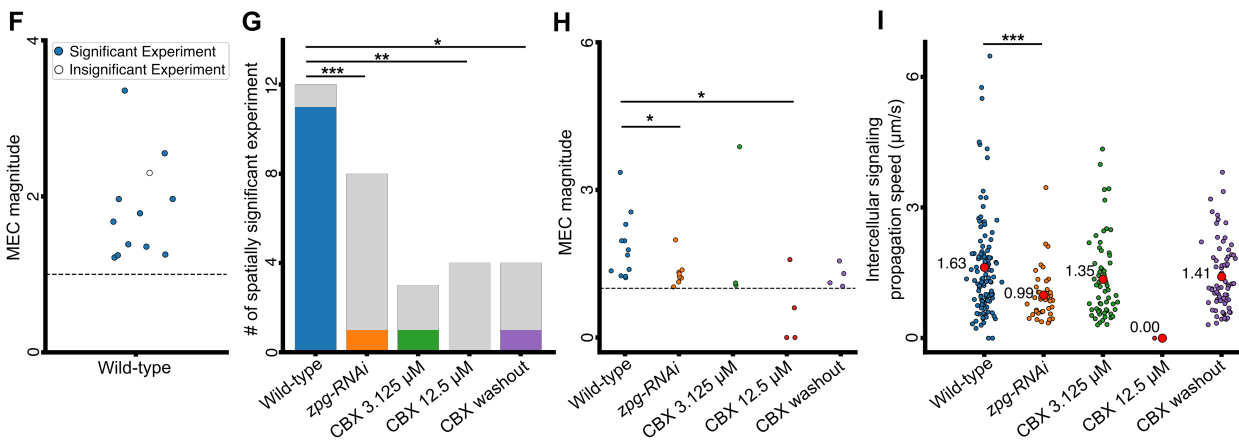 F
4
2
0
MEC magnitude
Significant Experiment
Insignificant Experiment
Wild-type
G
12
8
4
0
# of spatially significant experiment
*
**
***
Wild-type
zpg-RNAi
CBX 3.125 μM
CBX 12.5 μM
CBX washout
H
6
3
0
MEC magnitude
*
*
Wild-type
zpg-RNAi
CBX 3.125 μM
CBX 12.5 μM
CBX washout
I
6
3
0
Intercellular signaling
propagation speed (μm/s)
***
1.63
0.99
1.35
0.00
1.41
Wild-type
zpg-RNAi
CBX 3.125 μM
CBX 12.5 μM
CBX washout